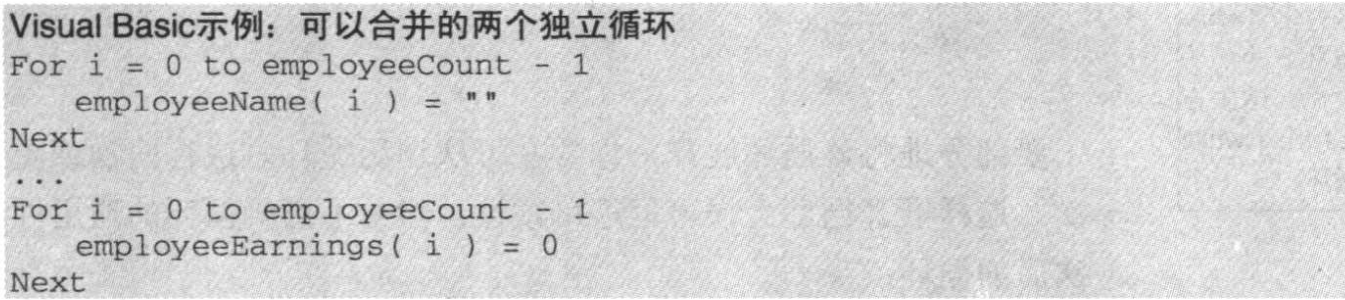 Visual Basic示例：可以合并的两个独立循环
For i = 0 to employeeCount - 1
   employeeName( i ) = ""
Next
...
For i = 0 to employeeCount - 1
   employeeEarnings( i ) = 0
Next